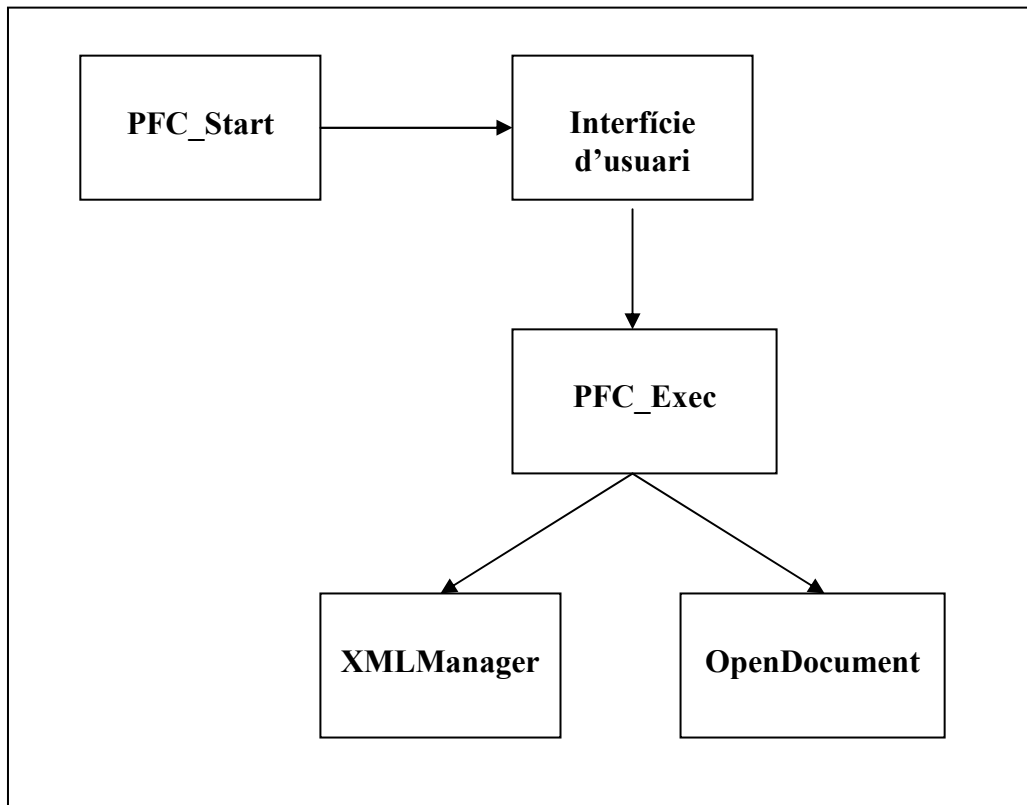 PFC_Start
Interfície
d’usuari
PFC_Exec
XMLManager
OpenDocument